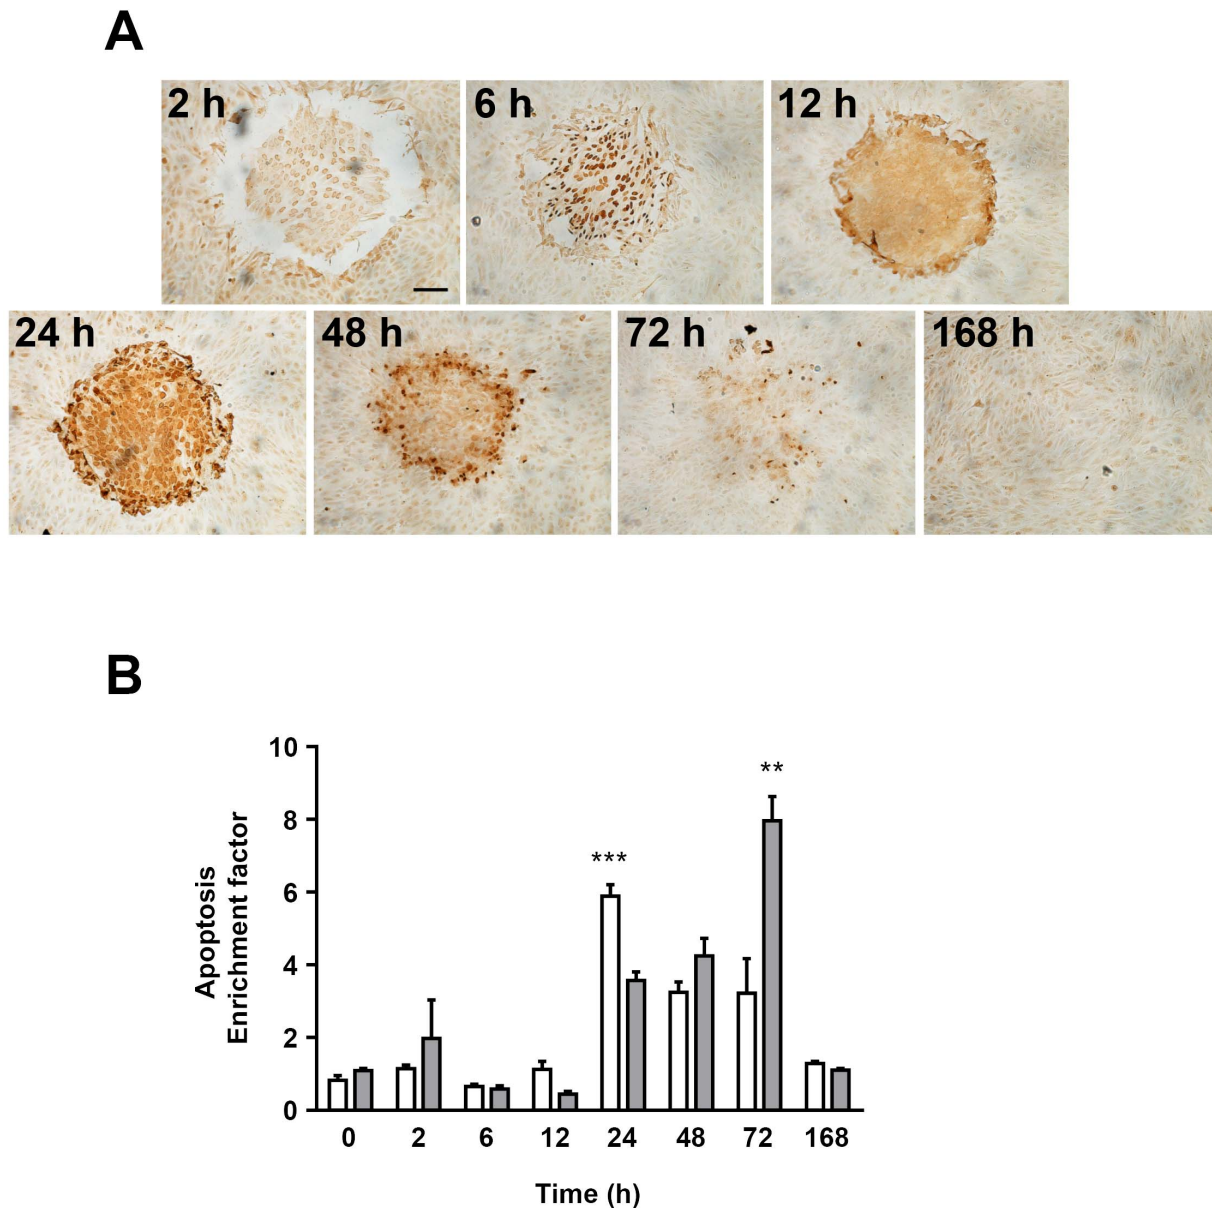 A
2 h
6 h
12 h
24 h
48 h
72 h
168 h
B
Apoptosis
Enrichment factor
10
8
6
4
2
0
***
**
0 2 6 12 24 48 72 168
Time (h)